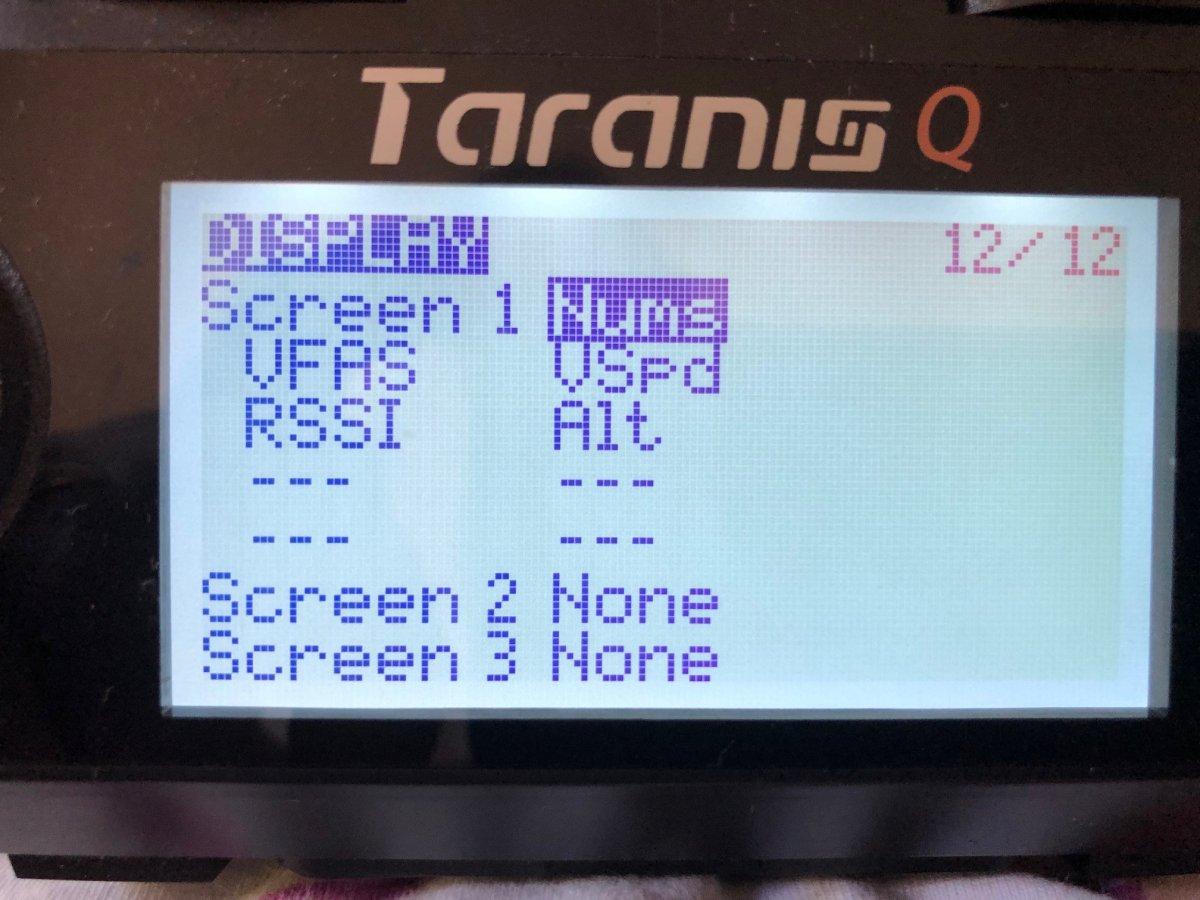 Taranis Q
DISPLAY 12/12
Screen 1 Nums
VFAS VSpd
RSSI Alt
--- ---
--- ---
Screen 2 None
Screen 3 None